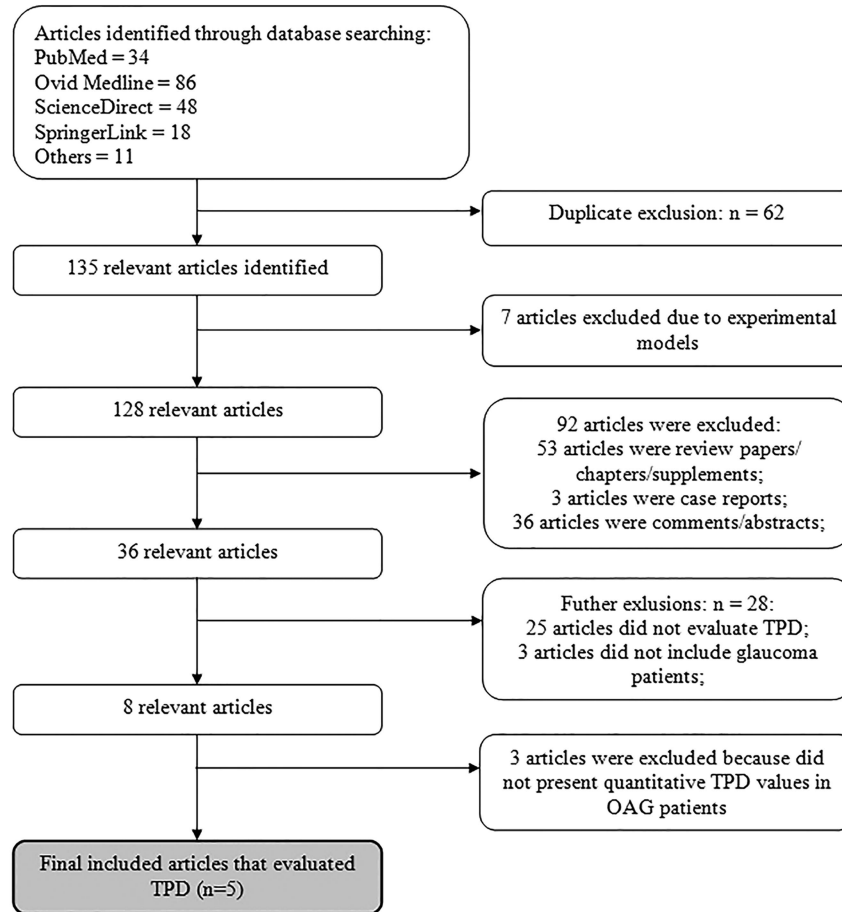 Articles identified through database searching:
PubMed = 34
Ovid Medline = 86
ScienceDirect = 48
SpringerLink = 18
Others = 11
Duplicate exclusion: n = 62
135 relevant articles identified
7 articles excluded due to experimental
models
128 relevant articles
92 articles were excluded:
53 articles were review papers/
chapters/supplements;
3 articles were case reports;
36 articles were comments/abstracts;
36 relevant articles
Futher exlusions: n = 28:
25 articles did not evaluate TPD;
3 articles did not include glaucoma
patients;
8 relevant articles
3 articles were excluded because did
not present quantitative TPD values in
OAG patients
Final included articles that evaluated
TPD (n=5)